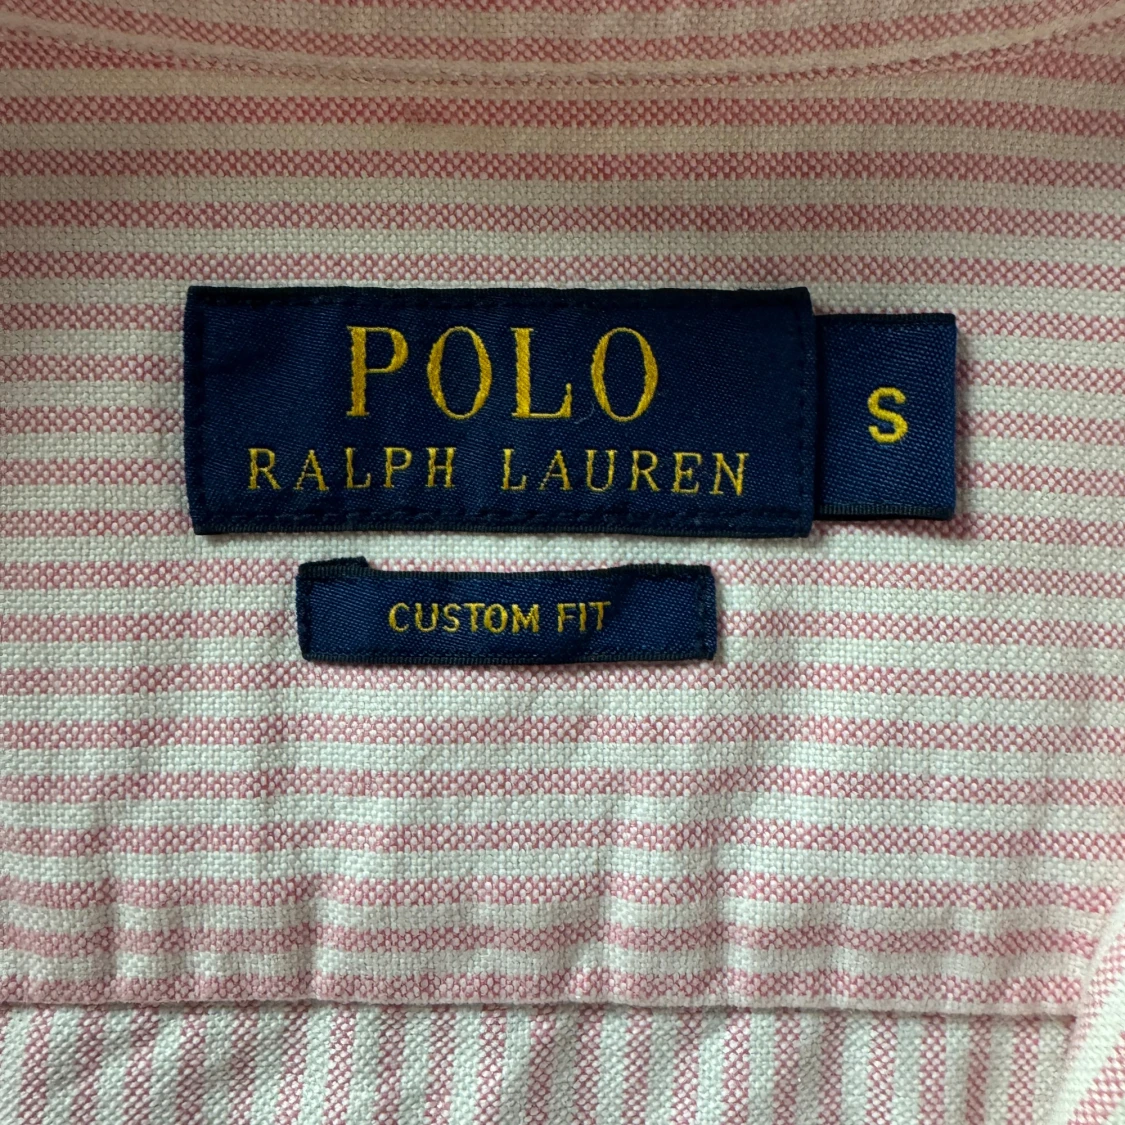 POLO
RALPH LAUREN
S
CUSTOM FIT